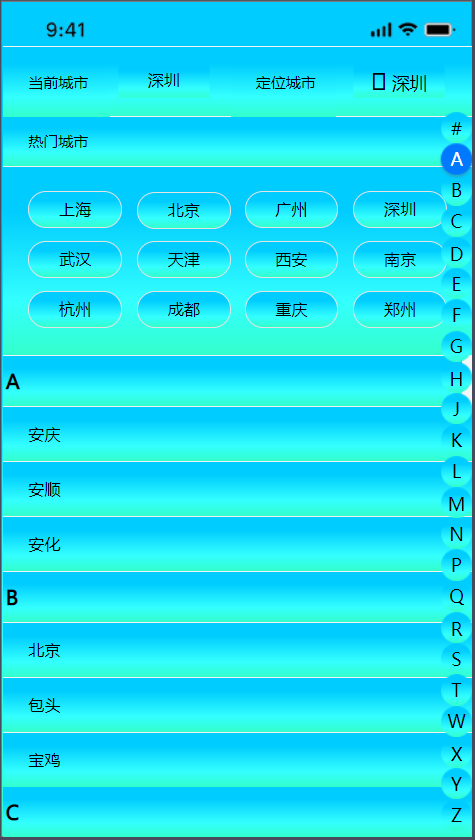 9:41
当前城市 深圳 定位城市 深圳
热门城市
上海 北京 广州 深圳
武汉 天津 西安 南京
杭州 成都 重庆 郑州
A
安庆
安顺
安化
B
北京
包头
宝鸡
C
#
A
B
C
D
E
F
G
H
J
K
L
M
N
P
Q
R
S
T
W
X
Y
Z